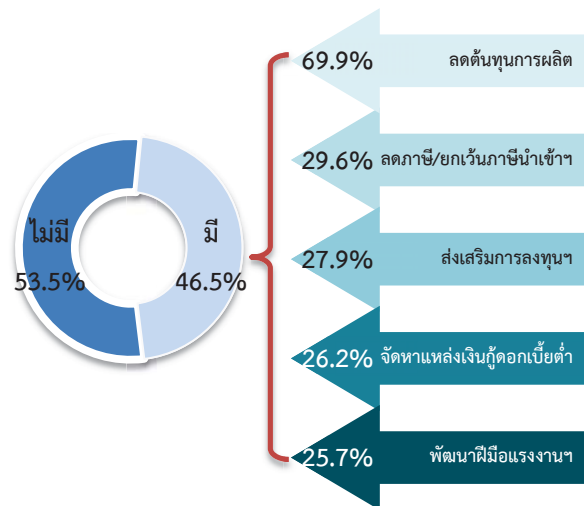 ไม่มี
53.5%
มี
46.5%
69.9% ลดต้นทุนการผลิต
29.6% ลดภาษี/ยกเว้นภาษีนำเข้าฯ
27.9% ส่งเสริมการลงทุนฯ
26.2% จัดหาแหล่งเงินกู้ดอกเบี้ยต่ำ
25.7% พัฒนาฝีมือแรงงานฯ